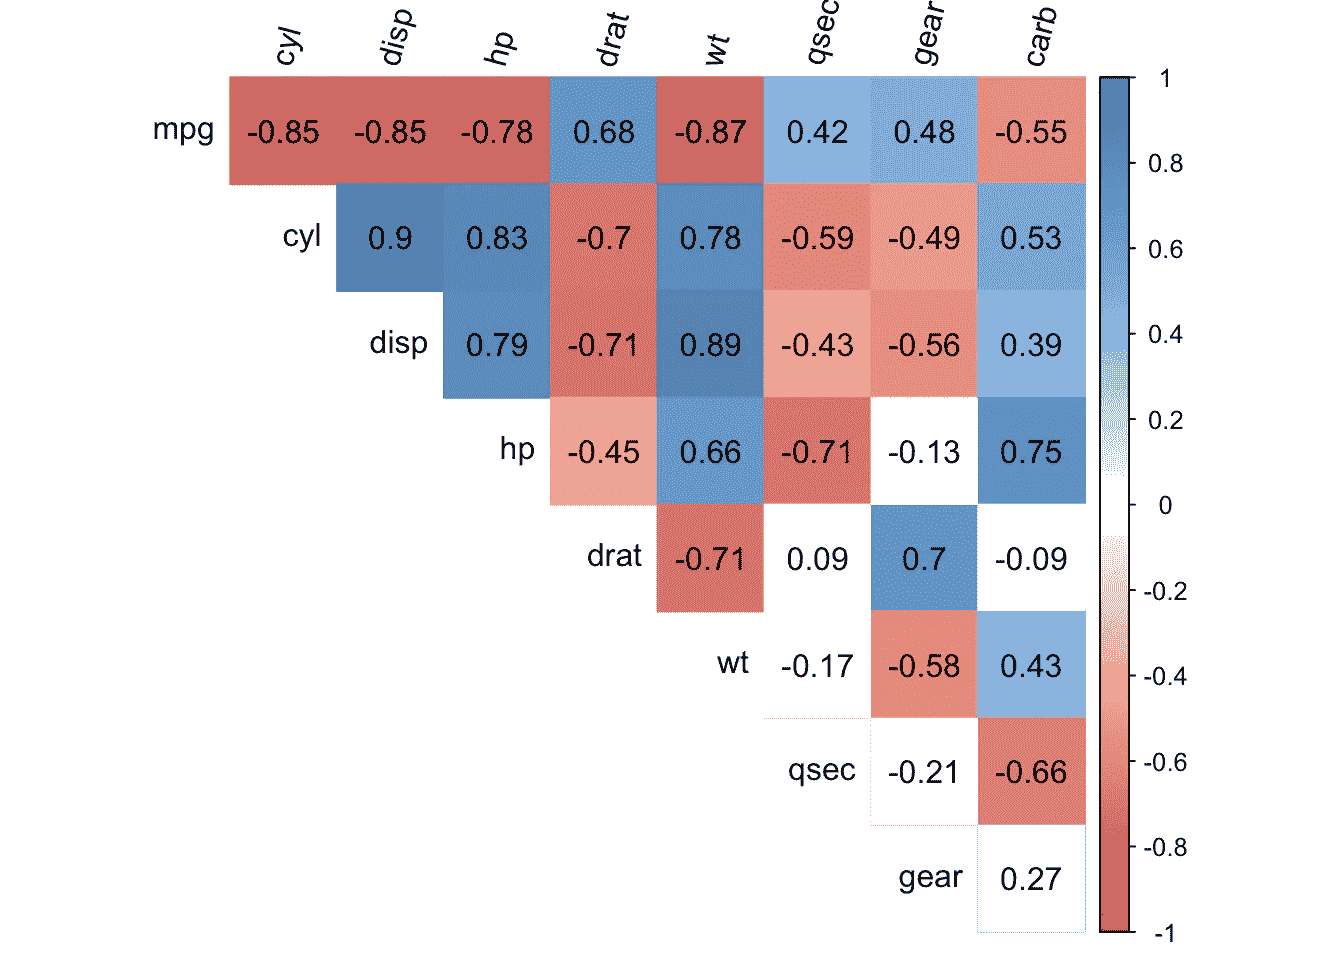 cyl disp hp drat wt qsec gear carb
mpg -0.85 -0.85 -0.78 0.68 -0.87 0.42 0.48 -0.55
cyl 0.9 0.83 -0.7 0.78 -0.59 -0.49 0.53
disp 0.79 -0.71 0.89 -0.43 -0.56 0.39
hp -0.45 0.66 -0.71 -0.13 0.75
drat -0.71 0.09 0.7 -0.09
wt -0.17 -0.58 0.43
qsec -0.21 -0.66
gear 0.27
1
0.8
0.6
0.4
0.2
0
-0.2
-0.4
-0.6
-0.8
-1